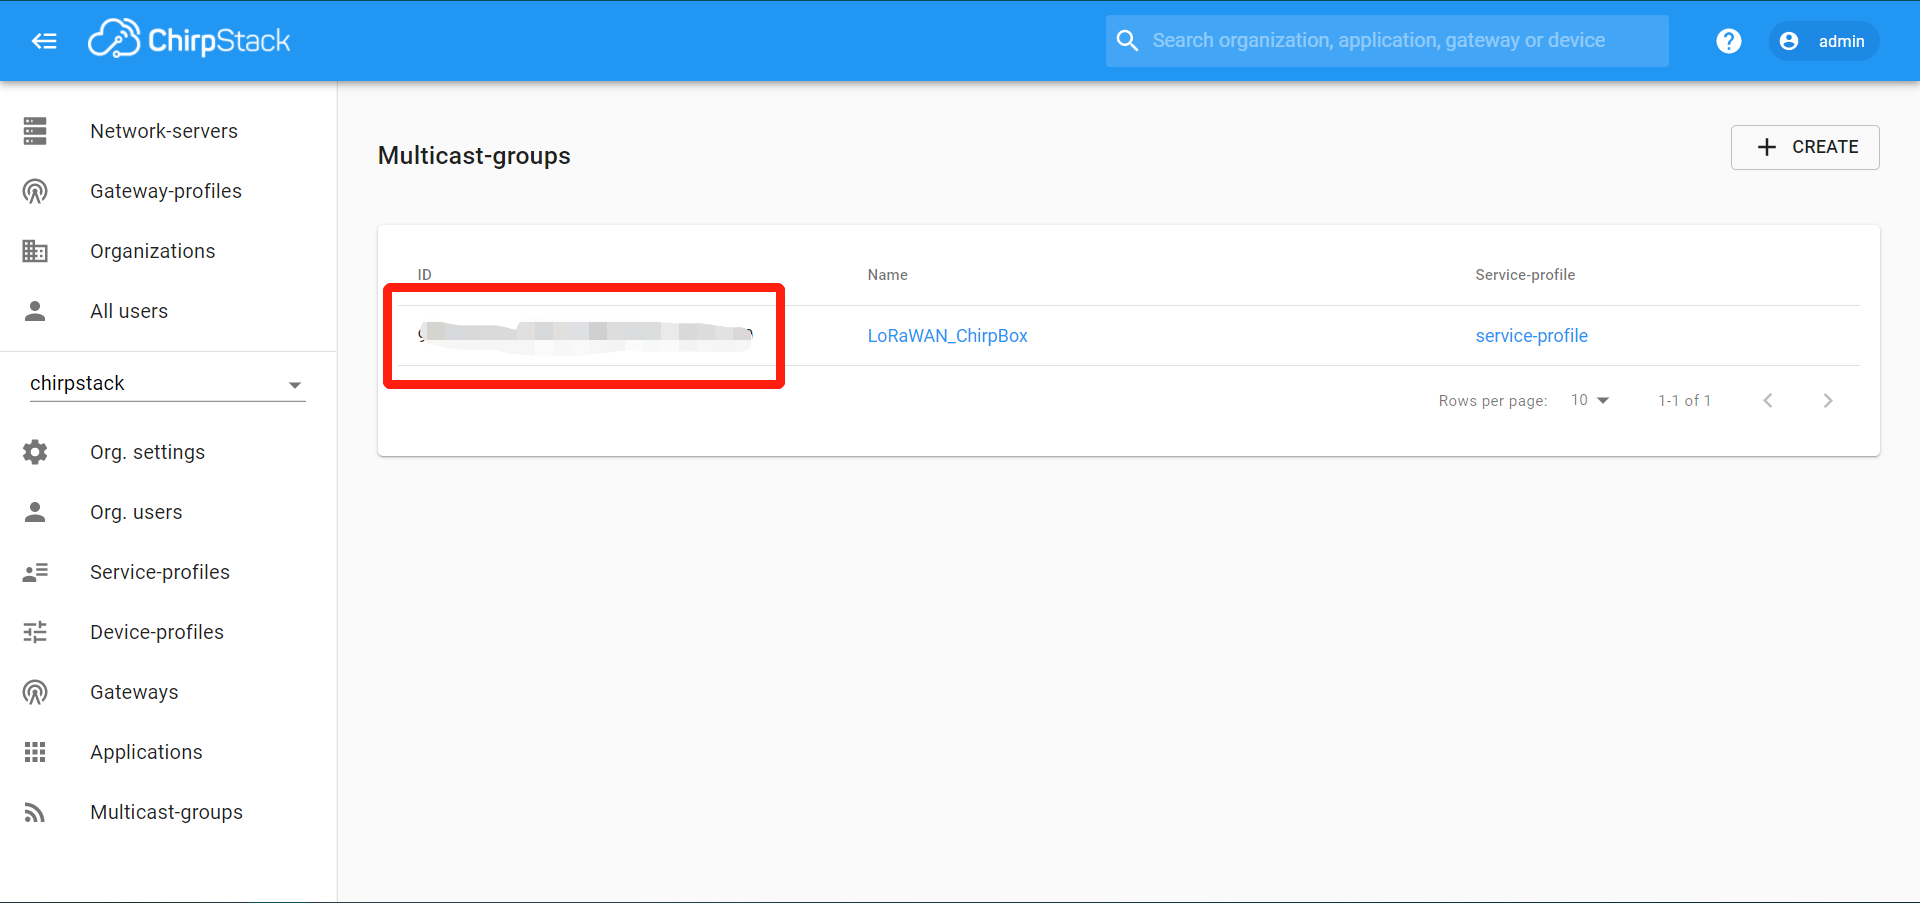 ChirpStack
Search organization, application, gateway or device
admin
Network-servers
Gateway-profiles
Organizations
All users
chirpstack
Org. settings
Org. users
Service-profiles
Device-profiles
Gateways
Applications
Multicast-groups
Multicast-groups
CREATE
ID Name Service-profile
LoRaWAN_ChirpBox service-profile
Rows per page: 10 1-1 of 1